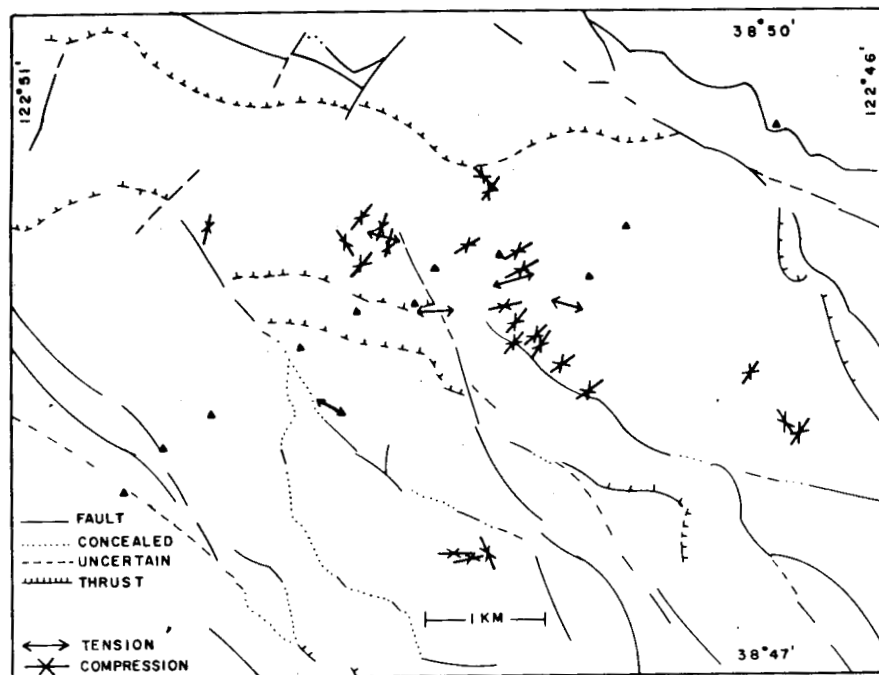 38°50'
122°51'
122°46'
FAULT
CONCEALED
UNCERTAIN
THRUST
1 KM
TENSION
COMPRESSION
38°47'